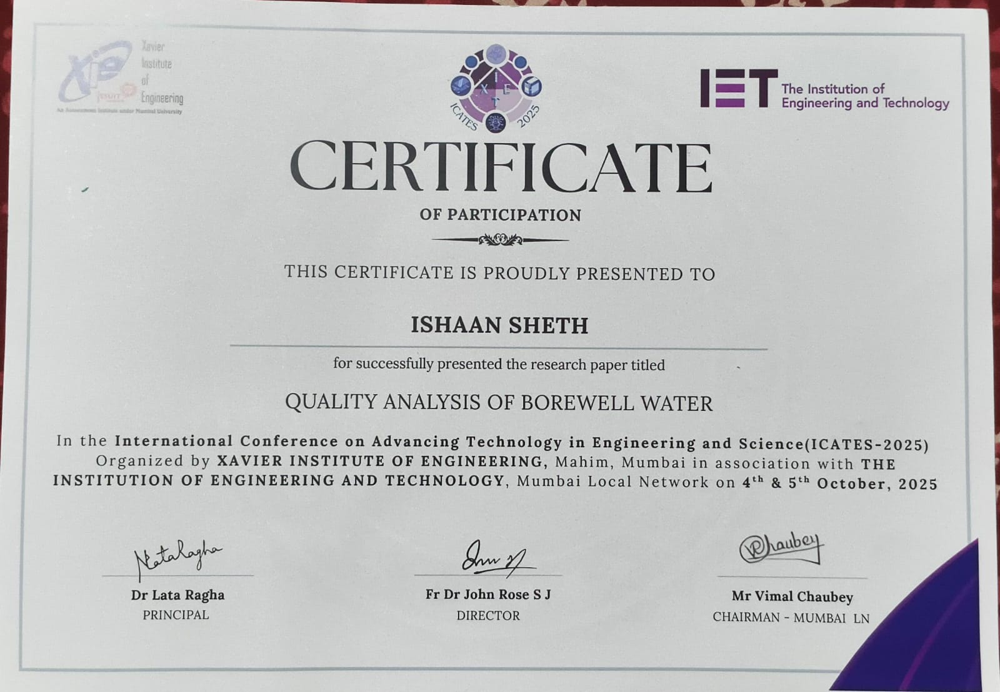 Xavier
Institute
of
Engineering
XIE
JESUIT
An Autonomous Institute under Mumbai University
X I E T
ICATES 2025
IET The Institution of
Engineering and Technology
CERTIFICATE
OF PARTICIPATION
THIS CERTIFICATE IS PROUDLY PRESENTED TO
ISHAAN SHETH
for successfully presented the research paper titled
QUALITY ANALYSIS OF BOREWELL WATER
In the International Conference on Advancing Technology in Engineering and Science(ICATES-2025)
Organized by XAVIER INSTITUTE OF ENGINEERING, Mahim, Mumbai in association with THE
INSTITUTION OF ENGINEERING AND TECHNOLOGY, Mumbai Local Network on 4th & 5th October, 2025
LataRagha
Chaubey
Dr Lata Ragha
PRINCIPAL
Fr Dr John Rose S J
DIRECTOR
Mr Vimal Chaubey
CHAIRMAN - MUMBAI LN